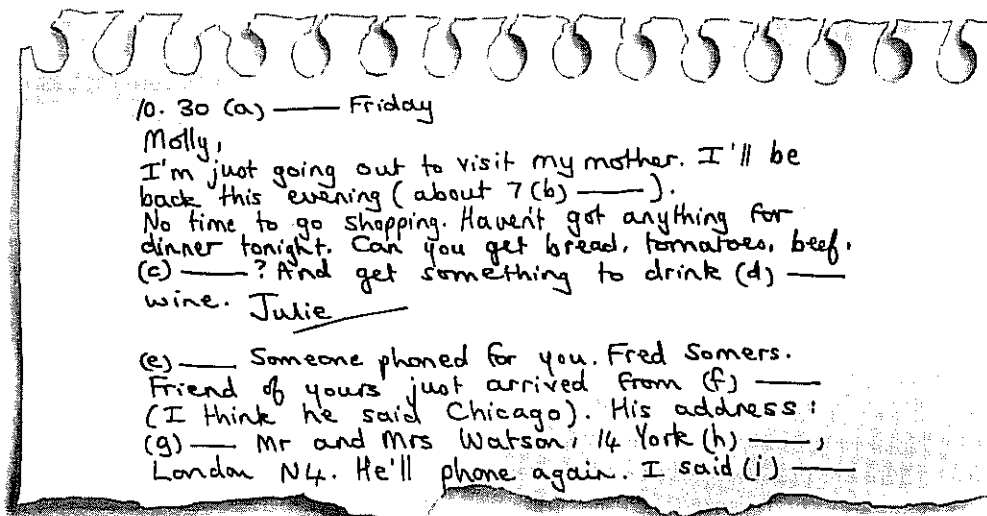 10.30 (a) —— Friday
Molly,
I'm just going out to visit my mother. I'll be
back this evening (about 7 (b) ——).
No time to go shopping. Haven't got anything for
dinner tonight. Can you get bread, tomatoes, beef,
(c) ——? And get something to drink (d) ——
wine. Julie
(e) —— Someone phoned for you. Fred Somers.
Friend of yours just arrived from (f) ——
(I think he said Chicago). His address:
(g) —— Mr and Mrs Watson, 14 York (h) ——,
London N4. He'll phone again. I said (i) ——